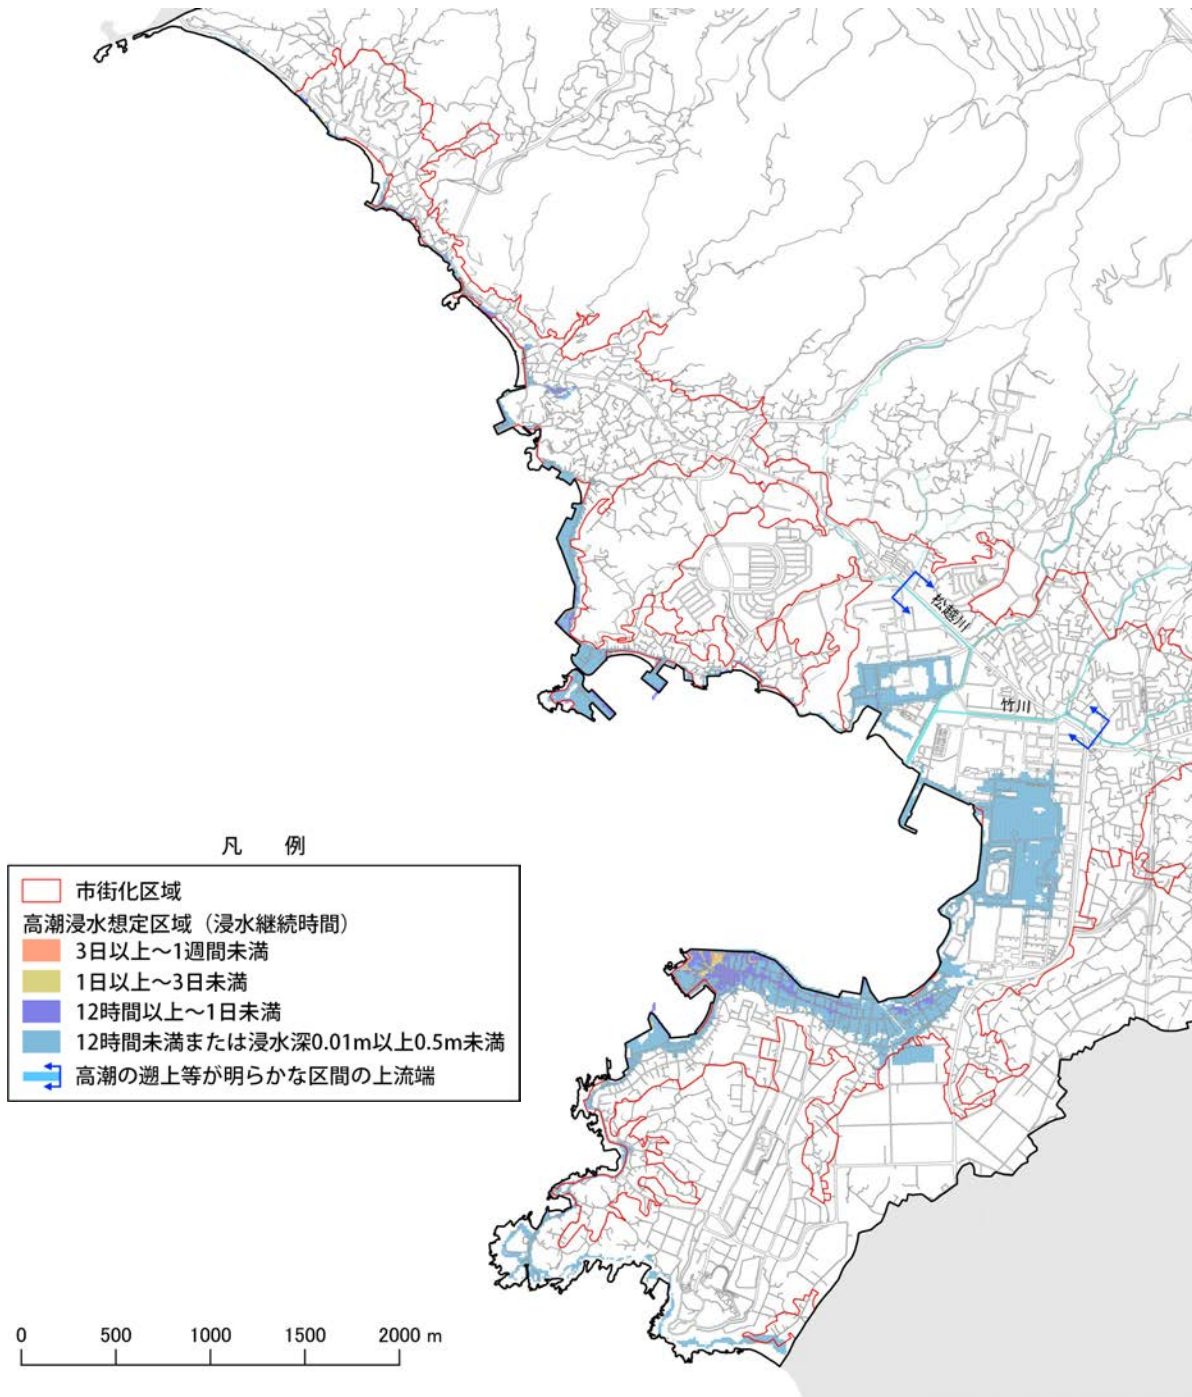 松越川
竹川
凡　例
市街化区域
高潮浸水想定区域（浸水継続時間）
3日以上～1週間未満
1日以上～3日未満
12時間以上～1日未満
12時間未満または浸水深0.01m以上0.5m未満
高潮の遡上等が明らかな区間の上流端
0 500 1000 1500 2000 m